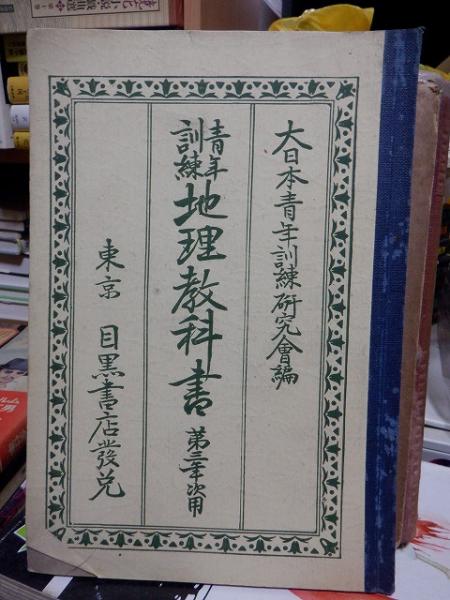 大日本青年訓練研究會編
青年訓練 地理教科書 第三年次用
東京 目黒書店發兌